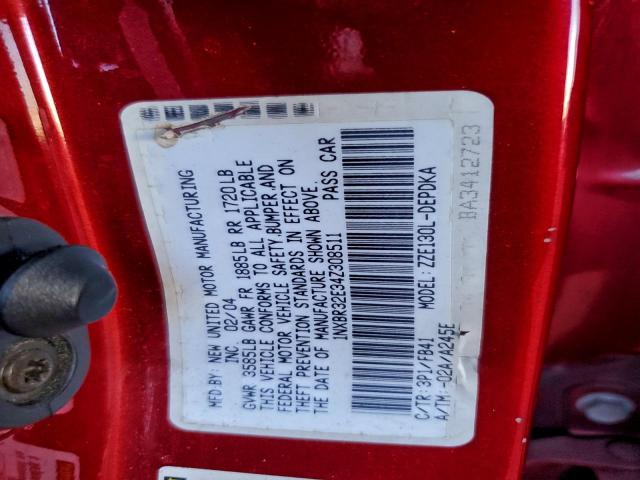 MFD.BY: NEW UNITED MOTOR MANUFACTURING
INC. 02/04
GVWR 3585LB GAWR FR 1885LB RR 1720LB
THIS VEHICLE CONFORMS TO ALL APPLICABLE
FEDERAL MOTOR VEHICLE SAFETY,BUMPER,AND
THEFT PREVENTION STANDARDS IN EFFECT ON
THE DATE OF MANUFACTURE SHOWN ABOVE.
1NXBR32E34Z308511 PASS CAR
C/TR:3P1/FB41 MODEL: ZZE130L-DEPDKA
A/TM:-02A/A245E
BA3412723